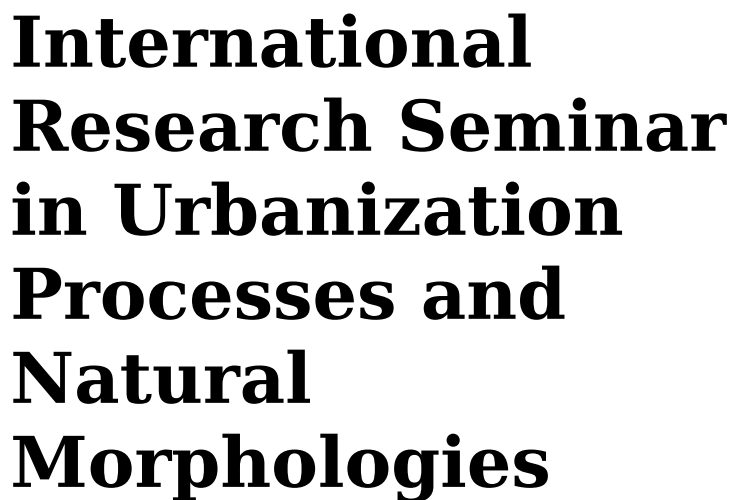 International
Research Seminar
in Urbanization
Processes and
Natural
Morphologies